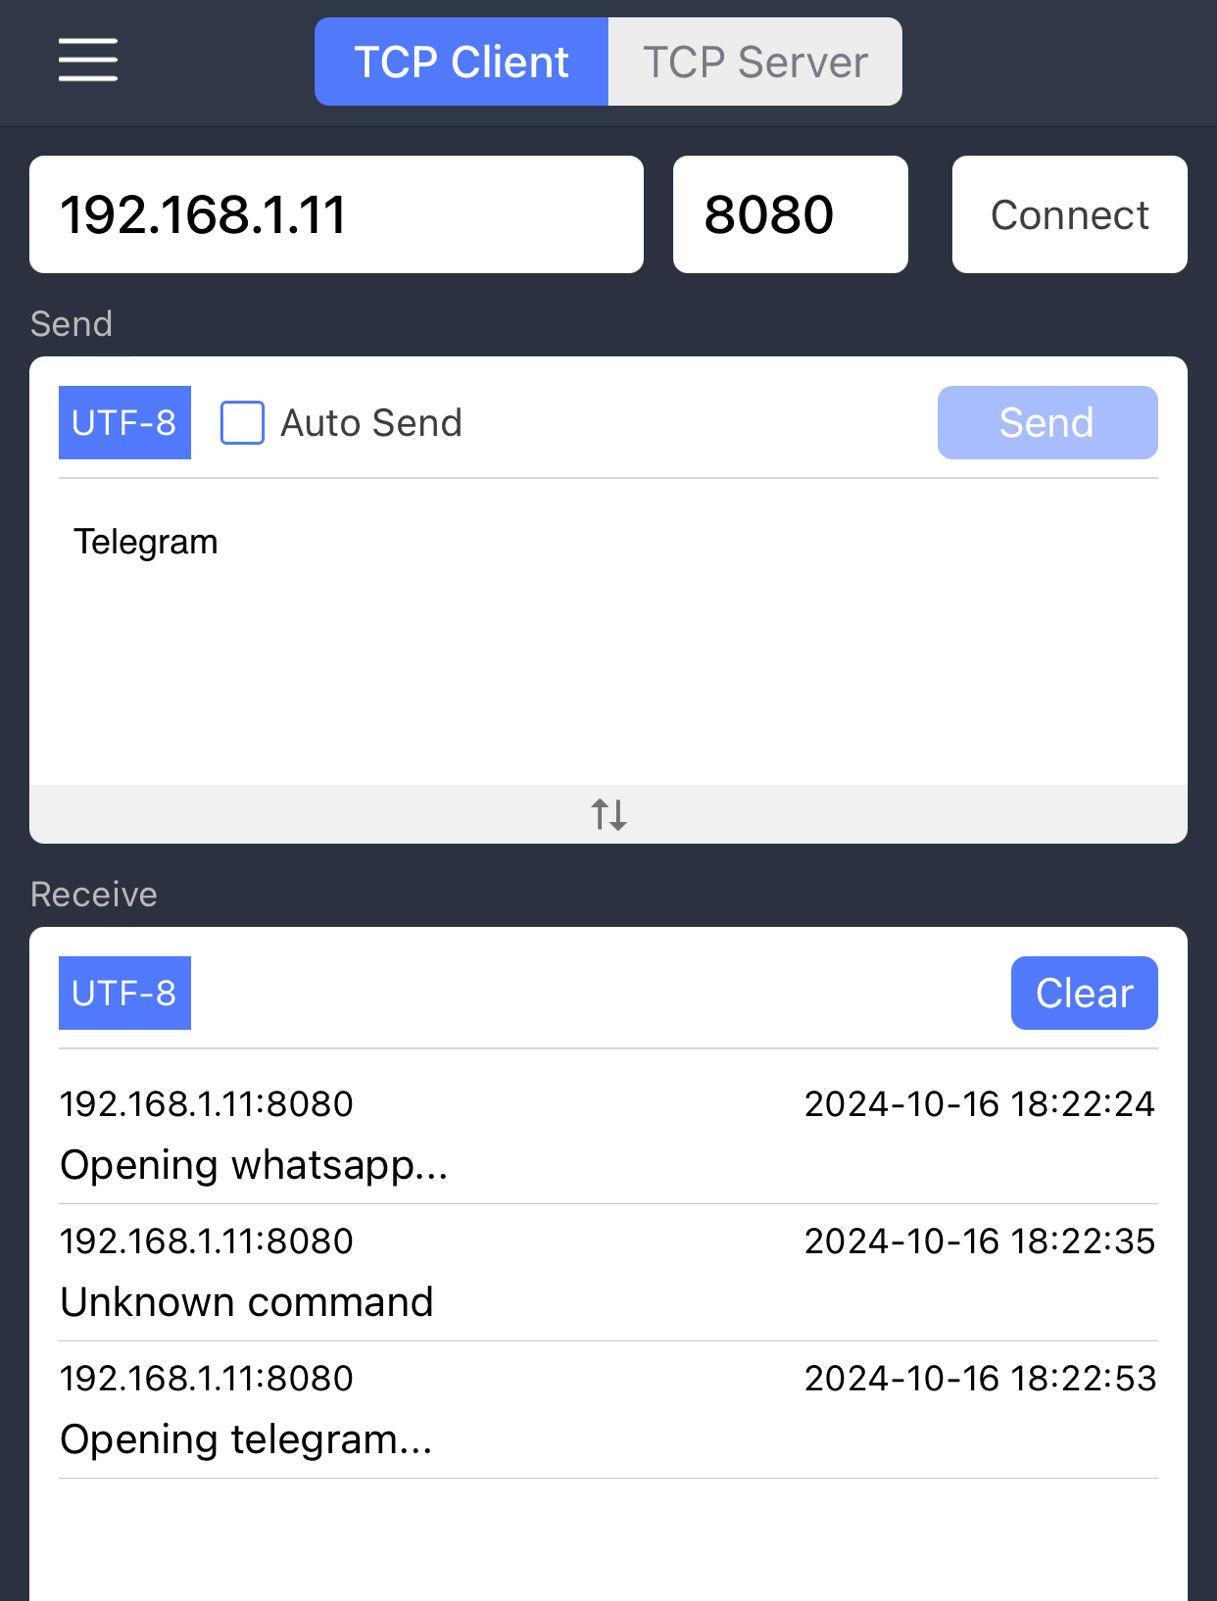 TCP Client TCP Server
192.168.1.11 8080 Connect
Send
UTF-8 Auto Send Send
Telegram
Receive
UTF-8 Clear
192.168.1.11:8080 2024-10-16 18:22:24
Opening whatsapp...
192.168.1.11:8080 2024-10-16 18:22:35
Unknown command
192.168.1.11:8080 2024-10-16 18:22:53
Opening telegram...